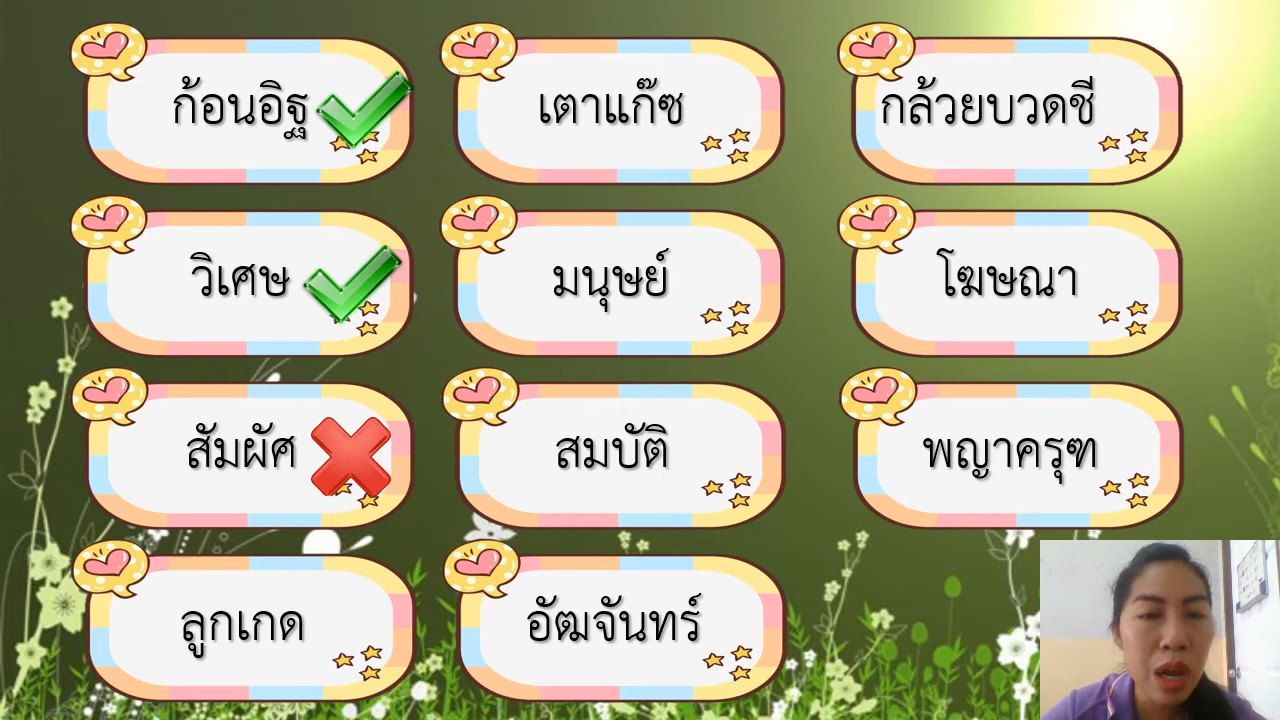 ก้อนอิฐ
เตาแก๊ซ
กล้วยบวดชี
วิเศษ
มนุษย์
โฆษณา
สัมผัศ
สมบัติ
พญาครุฑ
ลูกเกด
อัฒจันทร์